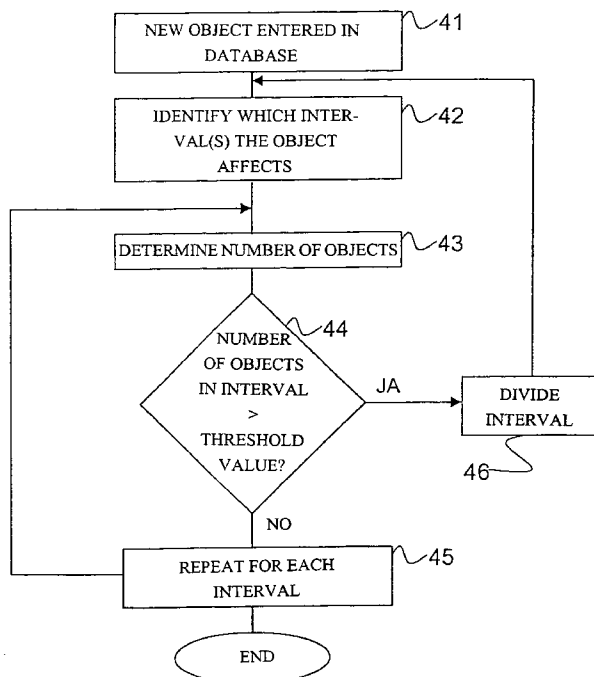 NEW OBJECT ENTERED IN
DATABASE
41
IDENTIFY WHICH INTER-
VAL(S) THE OBJECT
AFFECTS
42
DETERMINE NUMBER OF OBJECTS
43
44
NUMBER
OF OBJECTS
IN INTERVAL
>
THRESHOLD
VALUE?
JA
DIVIDE
INTERVAL
46
NO
REPEAT FOR EACH
INTERVAL
45
END